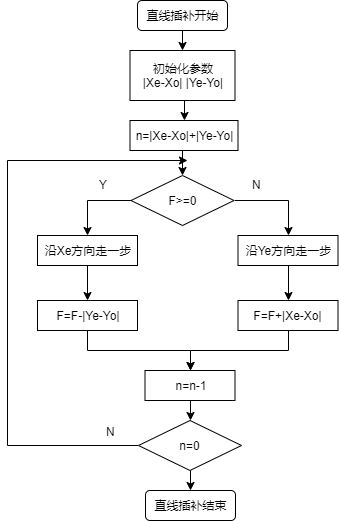 直线插补开始
初始化参数
|Xe-Xo| |Ye-Yo|
n=|Xe-Xo|+|Ye-Yo|
Y
F>=0
N
沿Xe方向走一步
沿Ye方向走一步
F=F-|Ye-Yo|
F=F+|Xe-Xo|
n=n-1
N
n=0
直线插补结束